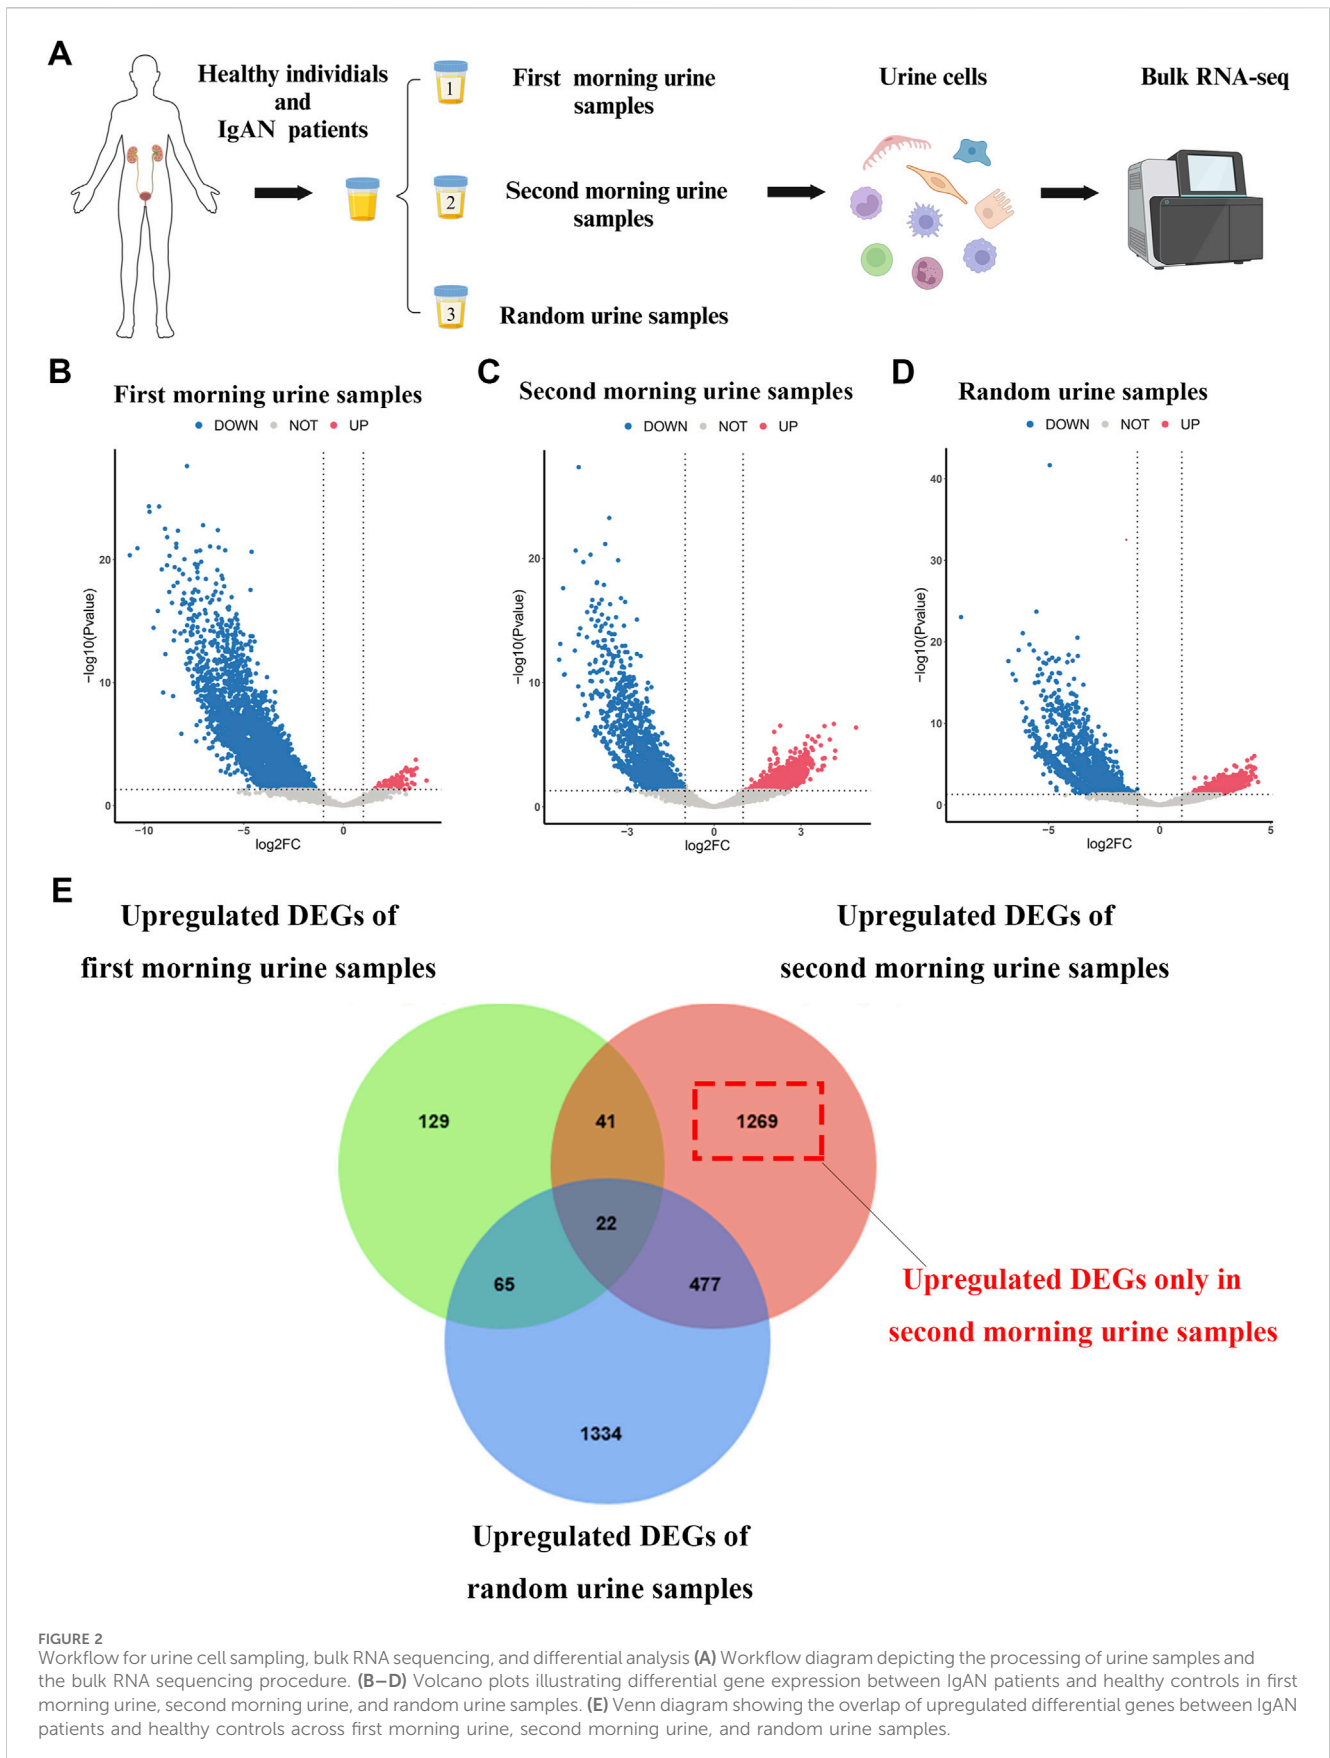 A
Healthy individials
and
IgAN patients
1
First morning urine
samples
2
Second morning urine
samples
3
Random urine samples
Urine cells
Bulk RNA-seq
B
First morning urine samples
DOWN NOT UP
20
10
0
−10 −5 0
−log10(Pvalue)
log2FC
C
Second morning urine samples
DOWN NOT UP
20
10
0
−3 0 3
−log10(Pvalue)
log2FC
D
Random urine samples
DOWN NOT UP
40
30
20
10
0
−5 0 5
−log10(Pvalue)
log2FC
E
Upregulated DEGs of
first morning urine samples
Upregulated DEGs of
second morning urine samples
129
41
1269
22
65
477
1334
Upregulated DEGs only in
second morning urine samples
Upregulated DEGs of
random urine samples
FIGURE 2
Workflow for urine cell sampling, bulk RNA sequencing, and differential analysis (A) Workflow diagram depicting the processing of urine samples and
the bulk RNA sequencing procedure. (B–D) Volcano plots illustrating differential gene expression between IgAN patients and healthy controls in first
morning urine, second morning urine, and random urine samples. (E) Venn diagram showing the overlap of upregulated differential genes between IgAN
patients and healthy controls across first morning urine, second morning urine, and random urine samples.